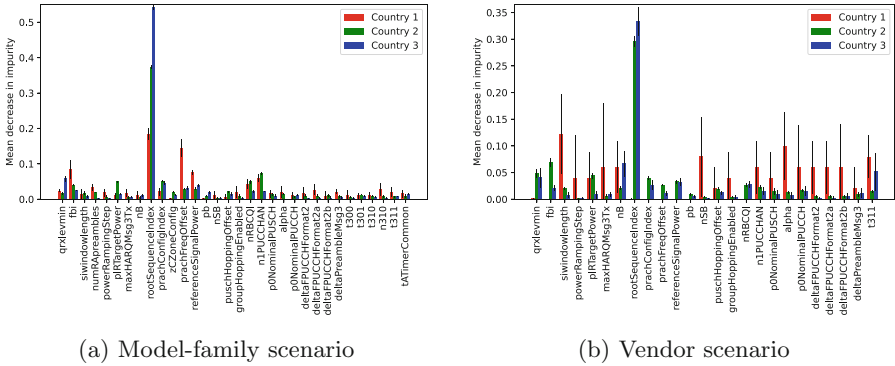 Mean decrease in impurity
0.5
0.4
0.3
0.2
0.1
0.0
Country 1
Country 2
Country 3
qrxlevmin
fbi
siwindowlength
numRApreambles
powerRampingStep
pIRTargetPower
maxHARQMsg3Tx
nB
rootSequenceIndex
prachConfigIndex
zCZoneConfig
prachFreqOffset
referenceSignalPower
pb
nSB
puschHoppingOffset
groupHoppingEnabled
nRBCQI
n1PUCCHAN
p0NominalPUSCH
alpha
p0NominalPUCCH
deltaFPUCCHFormat2
deltaFPUCCHFormat2a
deltaFPUCCHFormat2b
deltaPreambleMsg3
t300
t301
t310
n310
t311
tATimerCommon
(a) Model-family scenario
Mean decrease in impurity
0.35
0.30
0.25
0.20
0.15
0.10
0.05
0.00
Country 1
Country 2
Country 3
qrxlevmin
fbi
siwindowlength
powerRampingStep
pIRTargetPower
maxHARQMsg3Tx
nB
rootSequenceIndex
prachConfigIndex
prachFreqOffset
referenceSignalPower
pb
nSB
puschHoppingOffset
groupHoppingEnabled
nRBCQI
n1PUCCHAN
p0NominalPUSCH
alpha
p0NominalPUCCH
deltaFPUCCHFormat2
deltaFPUCCHFormat2a
deltaFPUCCHFormat2b
deltaPreambleMsg3
t311
(b) Vendor scenario